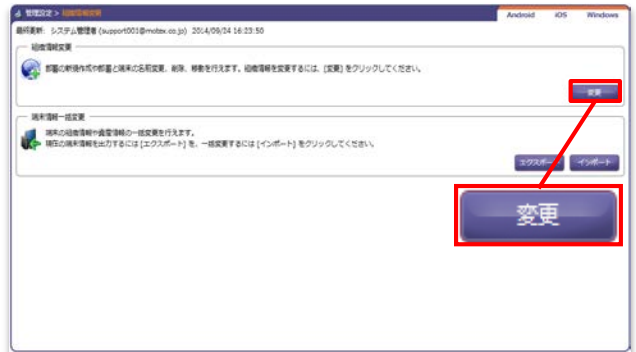 管理設定 > 組織情報変更
Android iOS Windows
最終更新: システム管理者 (support001@motex.co.jp) 2014/09/24 16:23:50
組織情報変更
部署の新規作成や部署と端末の名称変更、削除、移動を行えます。組織情報を変更するには、[変更] をクリックしてください。
変更
端末情報一括変更
端末の組織情報や資産情報の一括変更を行えます。
現在の端末情報を出力するには [エクスポート] を、一括変更するには [インポート] をクリックしてください。
エクスポート インポート
変更